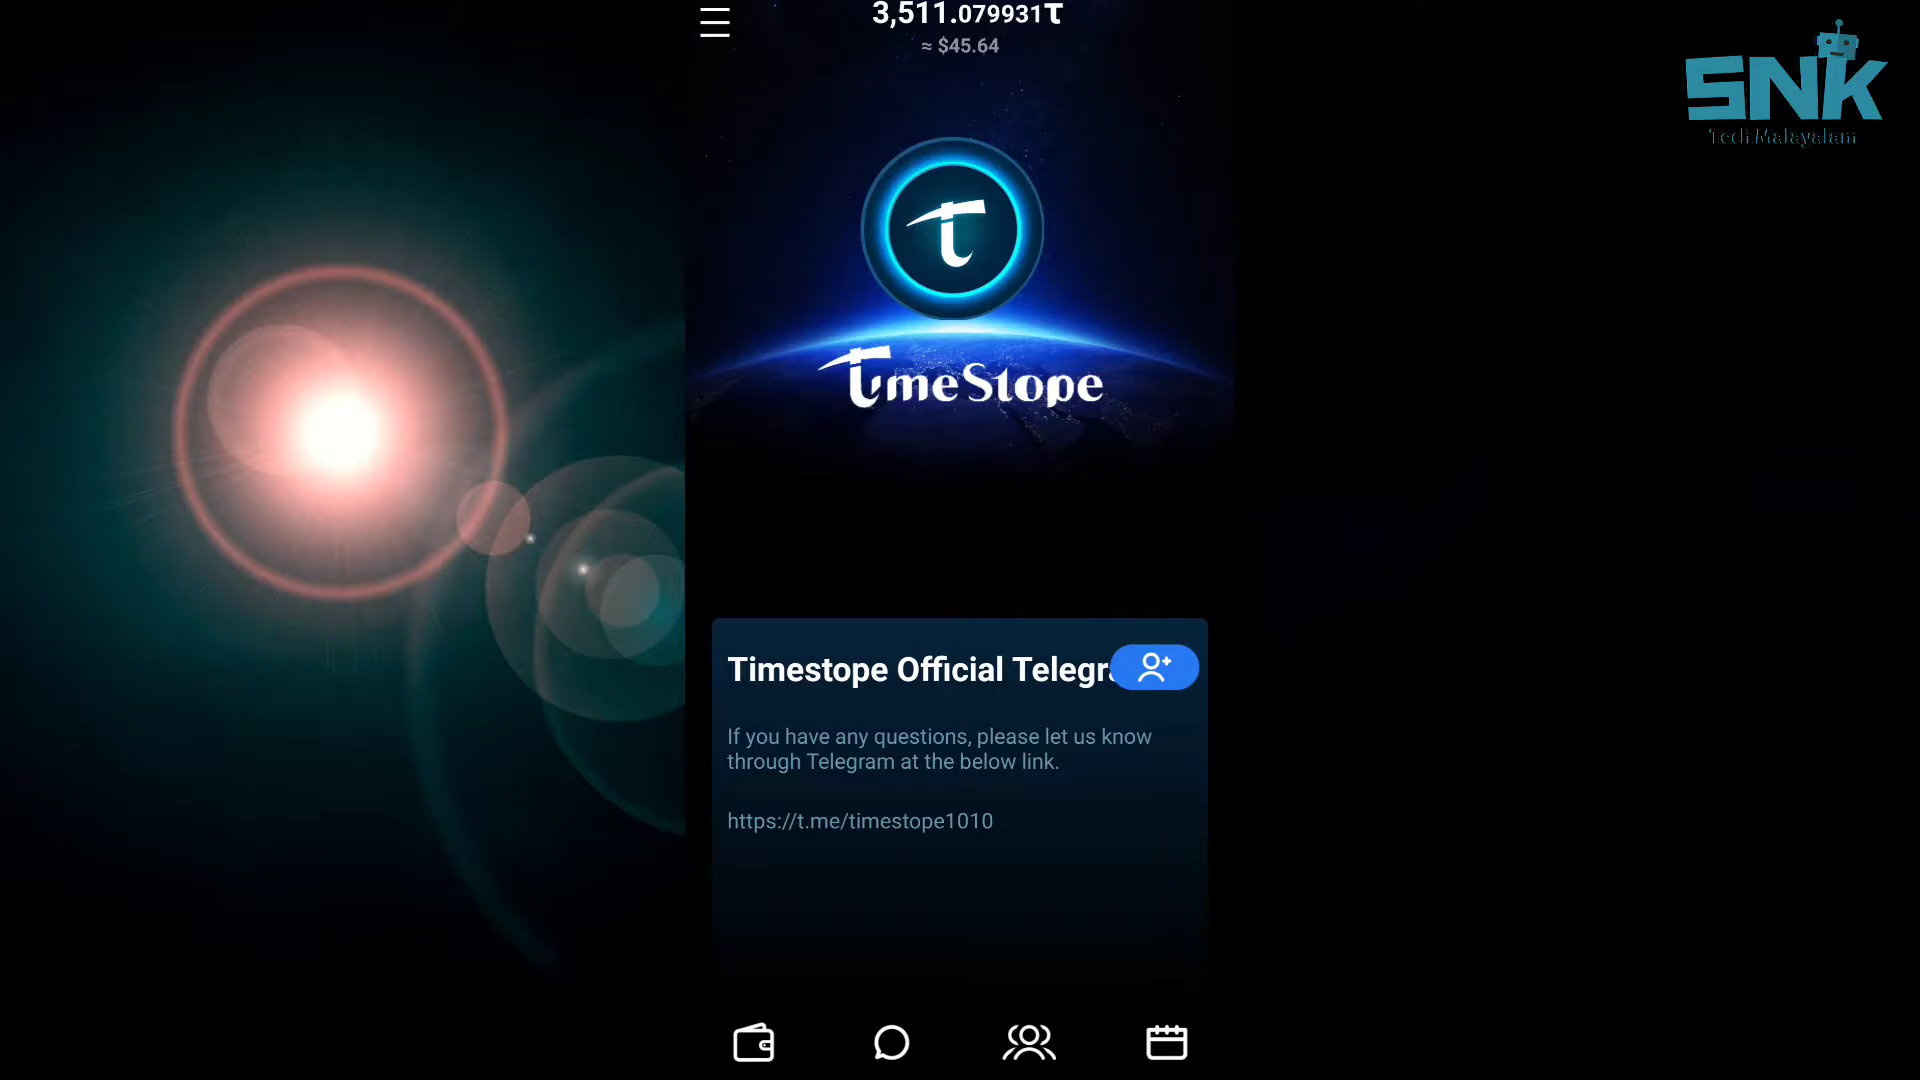 3,511.079931τ
≈ $45.64
SNK
Tech Malayalam
TimeStope
Timestope Official Telegr
If you have any questions, please let us know
through Telegram at the below link.
https://t.me/timestope1010